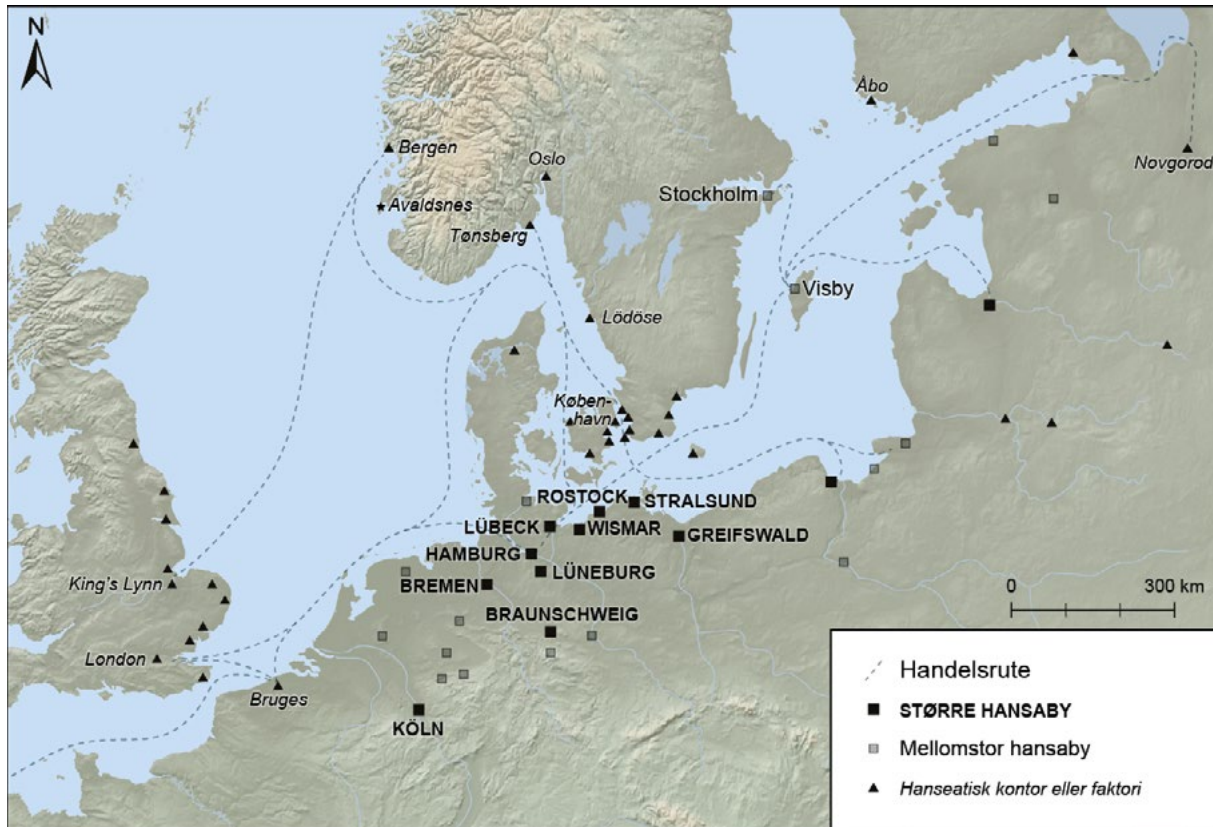 N
Åbo
Bergen
Oslo
Novgorod
Avaldsnes
Stockholm
Tønsberg
Visby
Lödöse
Køben-
havn
ROSTOCK
STRALSUND
LÜBECK
WISMAR
GREIFSWALD
HAMBURG
LÜNEBURG
BREMEN
King's Lynn
BRAUNSCHWEIG
0 300 km
London
Bruges
KÖLN
Handelsrute
STØRRE HANSABY
Mellomstor hansaby
Hanseatisk kontor eller faktori